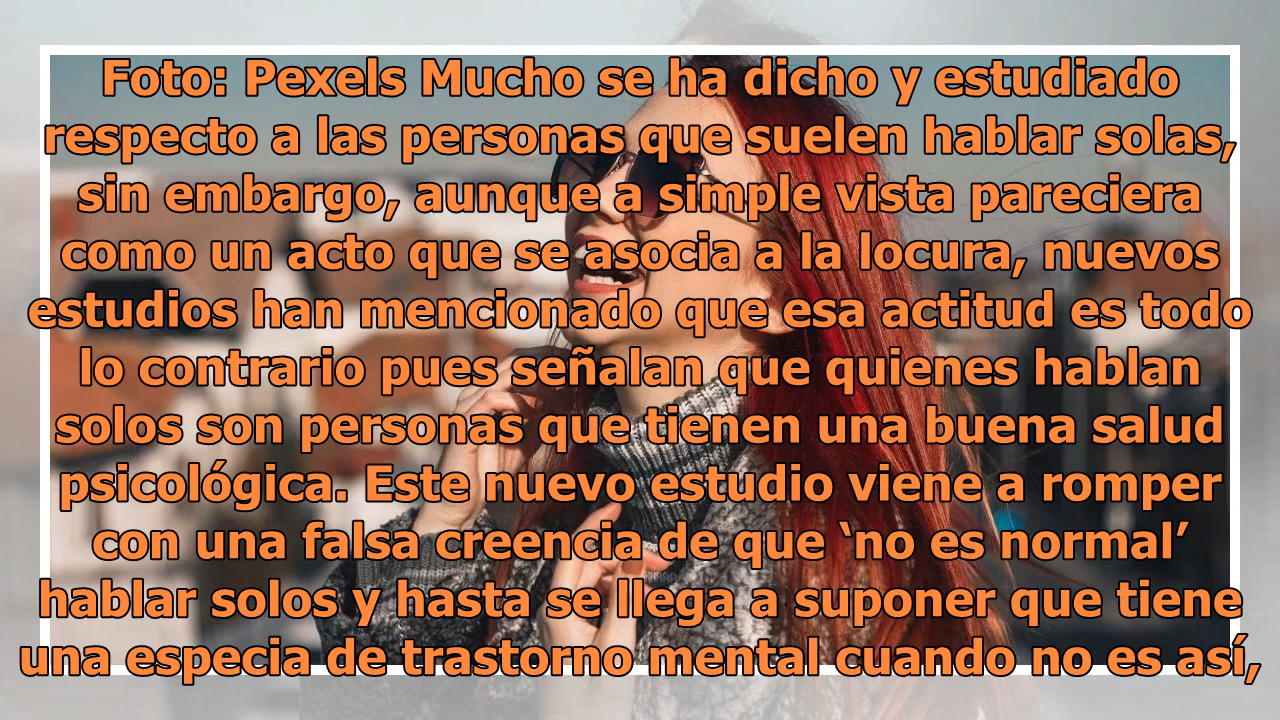 Foto: Pexels Mucho se ha dicho y estudiado
respecto a las personas que suelen hablar solas,
sin embargo, aunque a simple vista pareciera
como un acto que se asocia a la locura, nuevos
estudios han mencionado que esa actitud es todo
lo contrario pues señalan que quienes hablan
solos son personas que tienen una buena salud
psicológica. Este nuevo estudio viene a romper
con una falsa creencia de que ‘no es normal’
hablar solos y hasta se llega a suponer que tiene
una especia de trastorno mental cuando no es así,